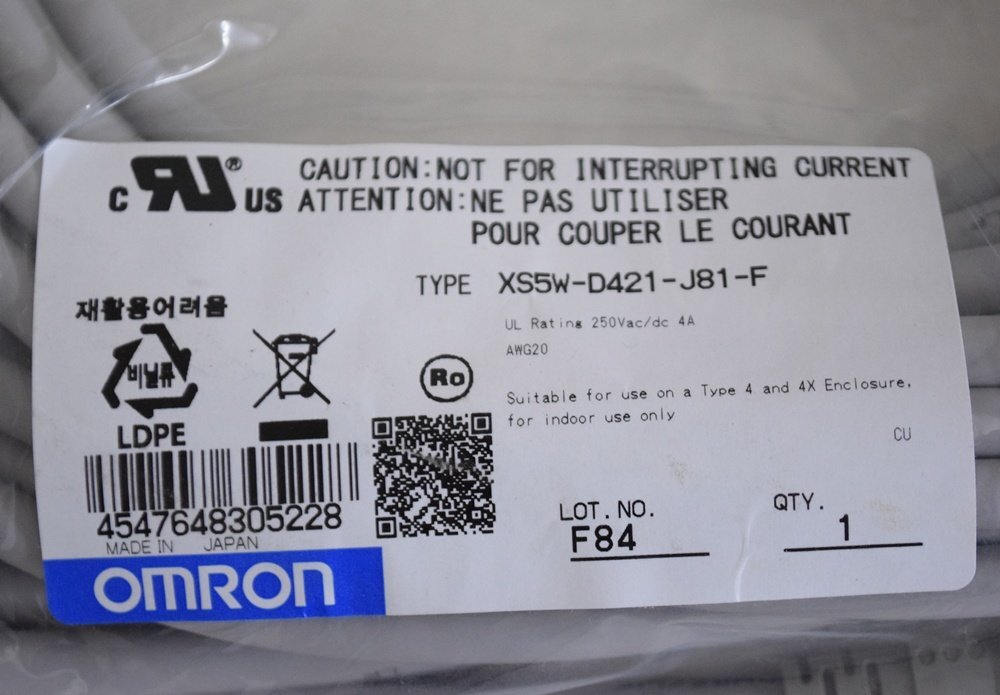 C RU® US
CAUTION:NOT FOR INTERRUPTING CURRENT
ATTENTION:NE PAS UTILISER
POUR COUPER LE COURANT
TYPE XS5W-D421-J81-F
UL Rating 250Vac/dc 4A
AWG20
재활용어려움
비닐류
LDPE
Ro
Suitable for use on a Type 4 and 4X Enclosure,
for indoor use only
CU
4547648305228
MADE IN JAPAN
OMRON
LOT.NO.
F84
QTY.
1